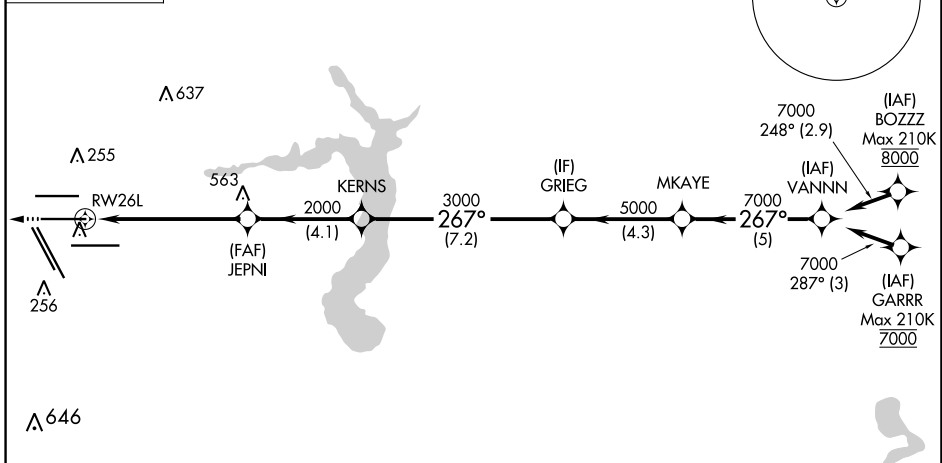 637
255
563
RW26L
256
646
(FAF)
JEPNI
2000
(4.1)
KERNS
3000
267°
(7.2)
(IF)
GRIEG
5000
(4.3)
MKAYE
7000
267°
(5)
(IAF)
VANNN
7000
248° (2.9)
(IAF)
BOZZZ
Max 210K
8000
7000
287° (3)
(IAF)
GARRR
Max 210K
7000